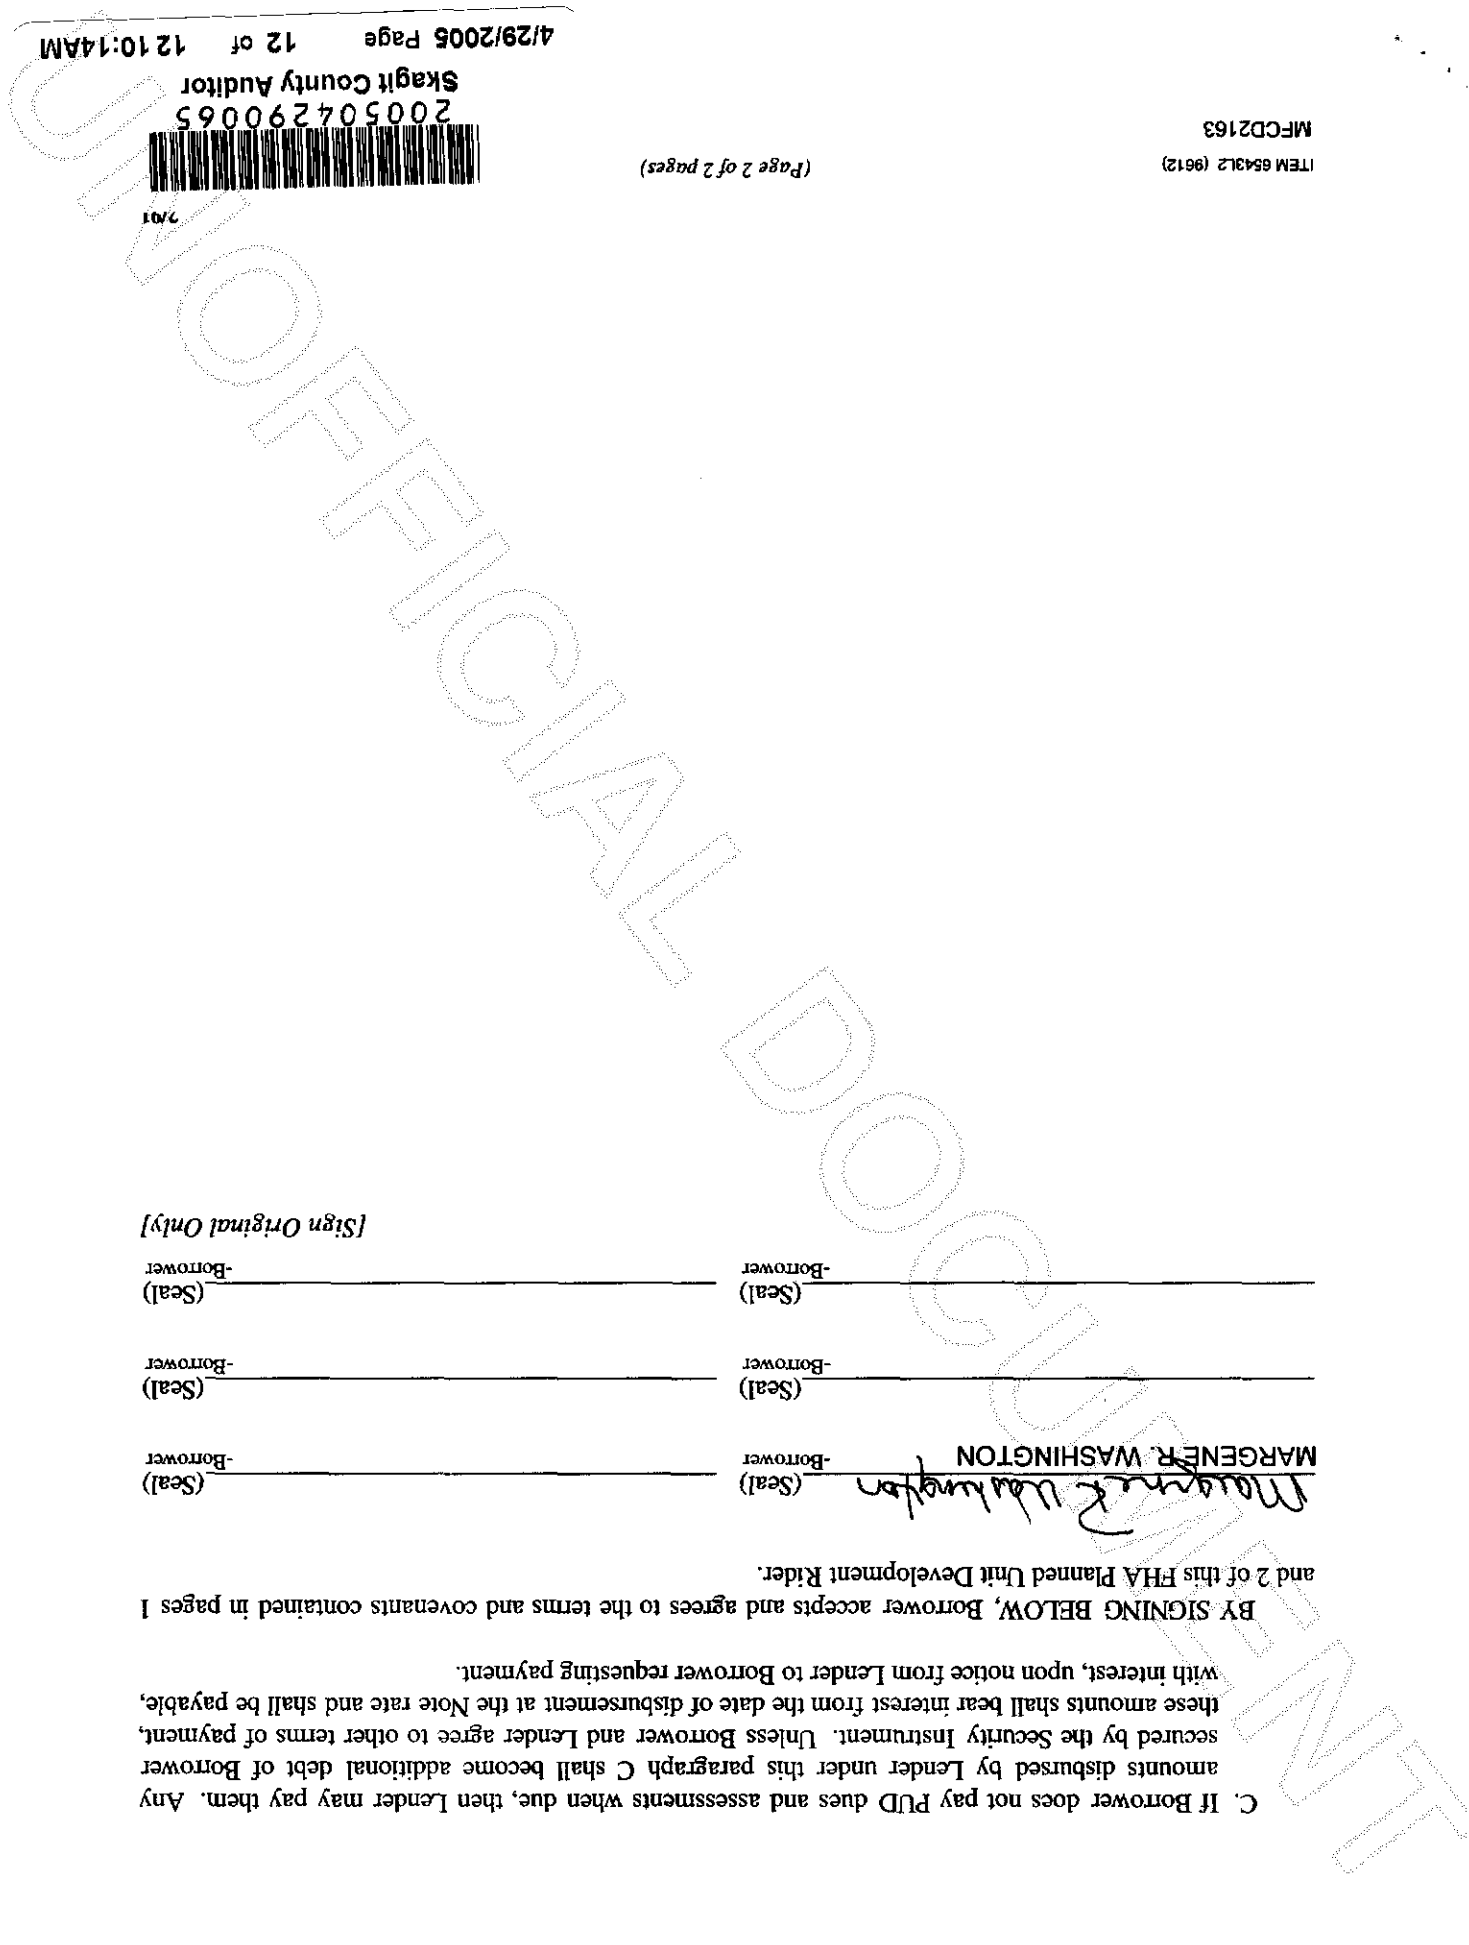 C. If Borrower does not pay PUD dues and assessments when due, then Lender may pay them. Any
amounts disbursed by Lender under this paragraph C shall become additional debt of Borrower
secured by the Security Instrument. Unless Borrower and Lender agree to other terms of payment,
these amounts shall bear interest from the date of disbursement at the Note rate and shall be payable,
with interest, upon notice from Lender to Borrower requesting payment.
BY SIGNING BELOW, Borrower accepts and agrees to the terms and covenants contained in pages 1
and 2 of this FHA Planned Unit Development Rider.
Margene R Washington (Seal) (Seal)
MARGENE R. WASHINGTON -Borrower -Borrower
(Seal) (Seal)
-Borrower -Borrower
(Seal) (Seal)
-Borrower -Borrower
[Sign Original Only]
UNOFFICIAL DOCUMENT
7/01
ITEM 6543L2 (9612) (Page 2 of 2 pages)
MFCD2163
200504290065
Skagit County Auditor
4/29/2005 Page 12 of 12 10:14AM